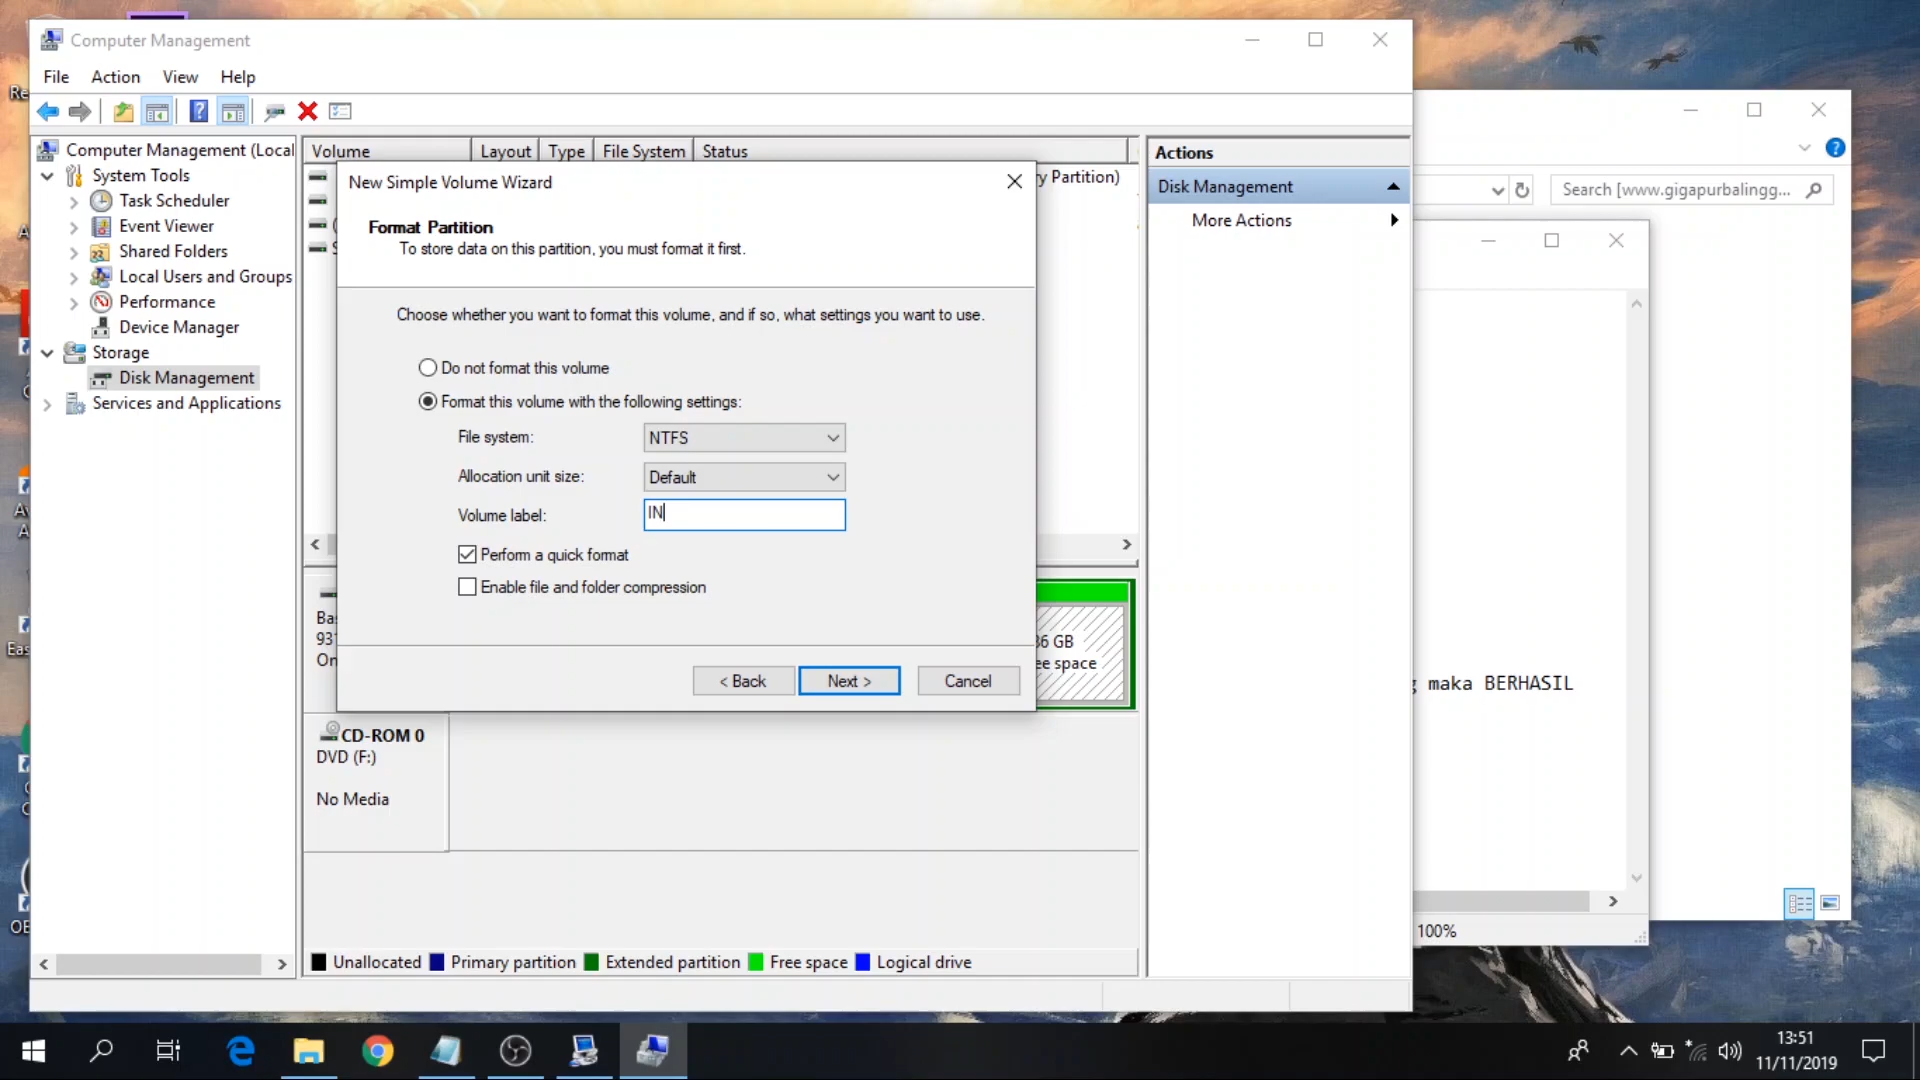 Computer Management
File Action View Help
Computer Management (Local
System Tools
Task Scheduler
Event Viewer
Shared Folders
Local Users and Groups
Performance
Device Manager
Storage
Disk Management
Services and Applications
Volume Layout Type File System Status
y Partition)
New Simple Volume Wizard
Format Partition
To store data on this partition, you must format it first.
Choose whether you want to format this volume, and if so, what settings you want to use.
Do not format this volume
Format this volume with the following settings:
File system: NTFS
Allocation unit size: Default
Volume label: IN
Perform a quick format
Enable file and folder compression
< Back Next > Cancel
Bas
931
On
36 GB
ee space
CD-ROM 0
DVD (F:)
No Media
Unallocated Primary partition Extended partition Free space Logical drive
Actions
Disk Management
More Actions
Search [www.gigapurbalingg...
maka BERHASIL
100%
13:51
11/11/2019